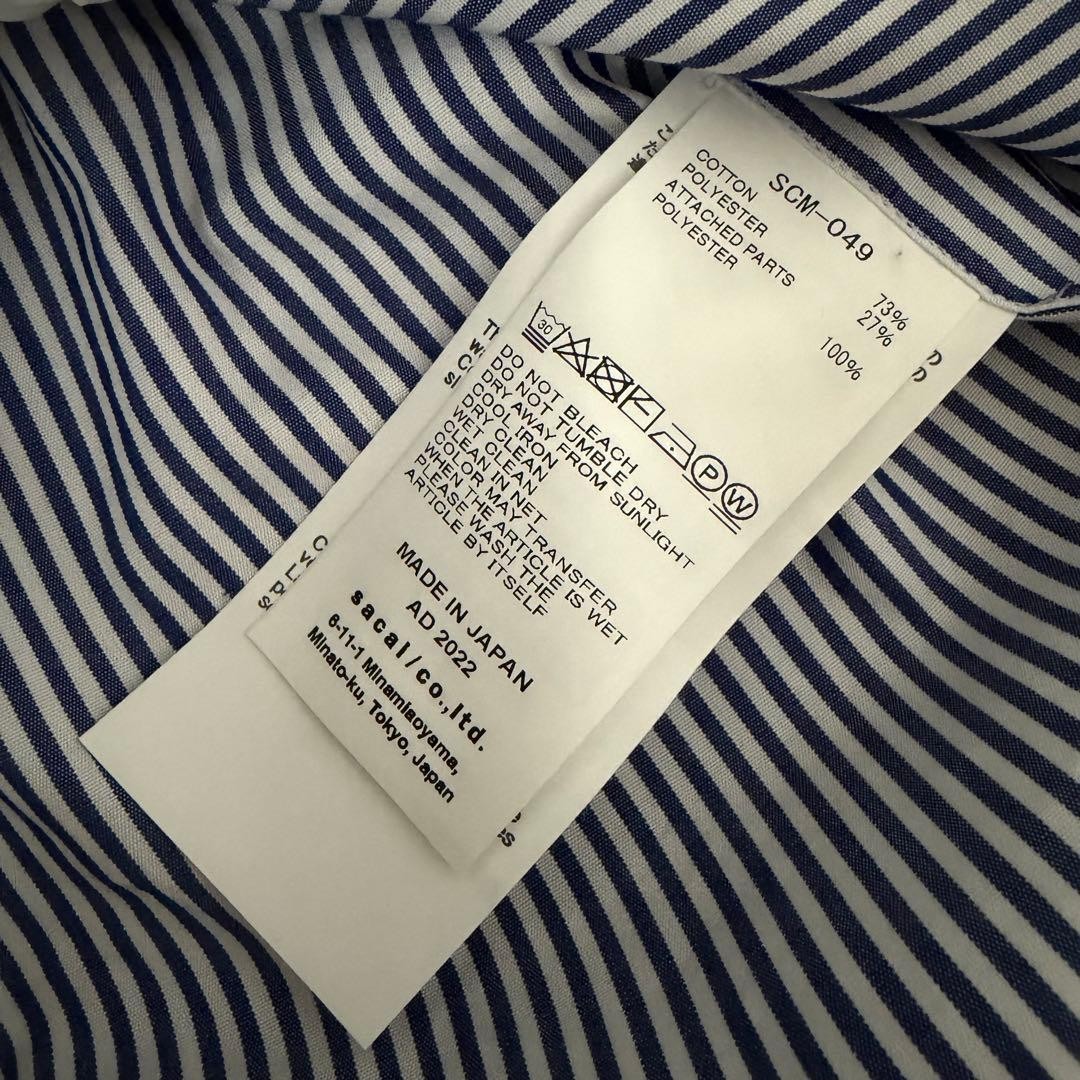 SCM-049
COTTON 73%
POLYESTER 27%
ATTACHED PARTS
POLYESTER 100%
30
P W
DO NOT BLEACH
DO NOT TUMBLE DRY
DRY AWAY FROM SUNLIGHT
COOL IRON
DRY CLEAN
WET CLEAN
CLEAN IN NET
COLOR MAY TRANSFER
WHEN THE ARTICLE IS WET
PLEASE WASH THE
ARTICLE BY ITSELF
MADE IN JAPAN
AD 2022
sacai/co.,ltd.
6-11-1 Minamiaoyama,
Minato-ku, Tokyo, Japan